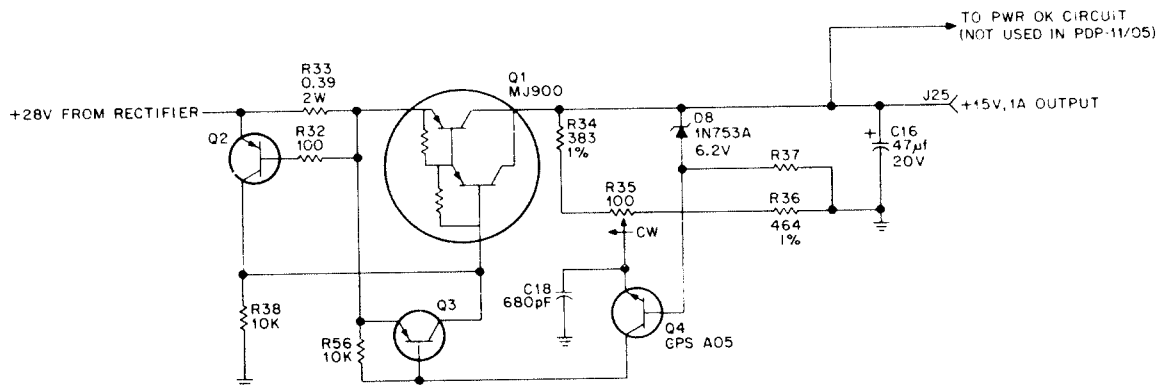 TO PWR OK CIRCUIT
(NOT USED IN PDP-11/05)
+28V FROM RECTIFIER
R33
0.39
2W
Q1
MJ900
J25
+15V, 1A OUTPUT
Q2
R32
100
R34
383
1%
D8
1N753A
6.2V
C16
+
47µf
20V
R37
R35
100
R36
464
1%
CW
R38
10K
R56
10K
Q3
C18
680pF
Q4
CPS A05